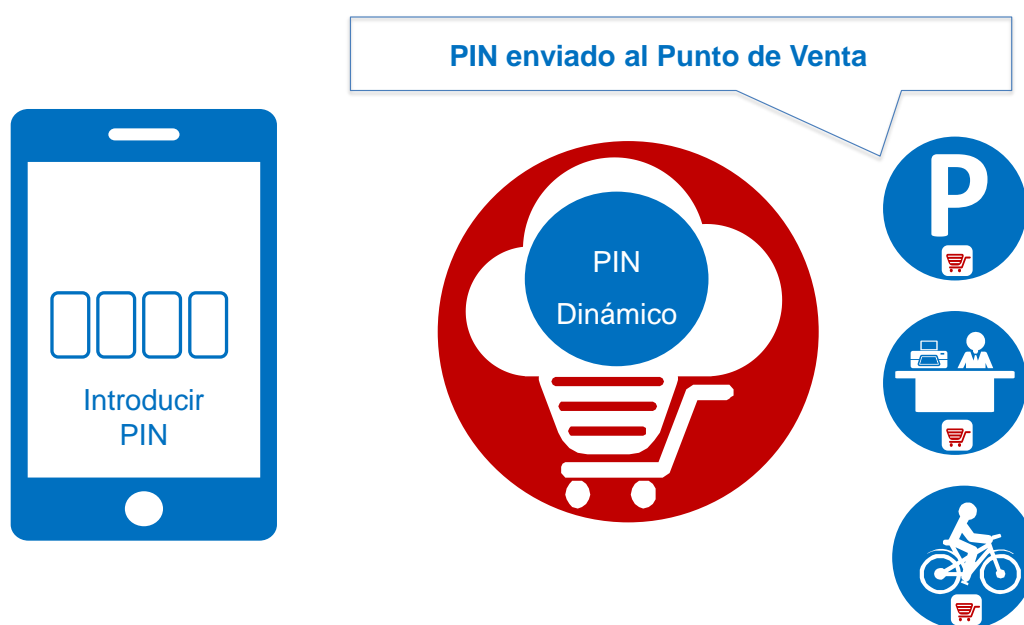 PIN enviado al Punto de Venta
PIN
Dinámico
Introducir
PIN
P